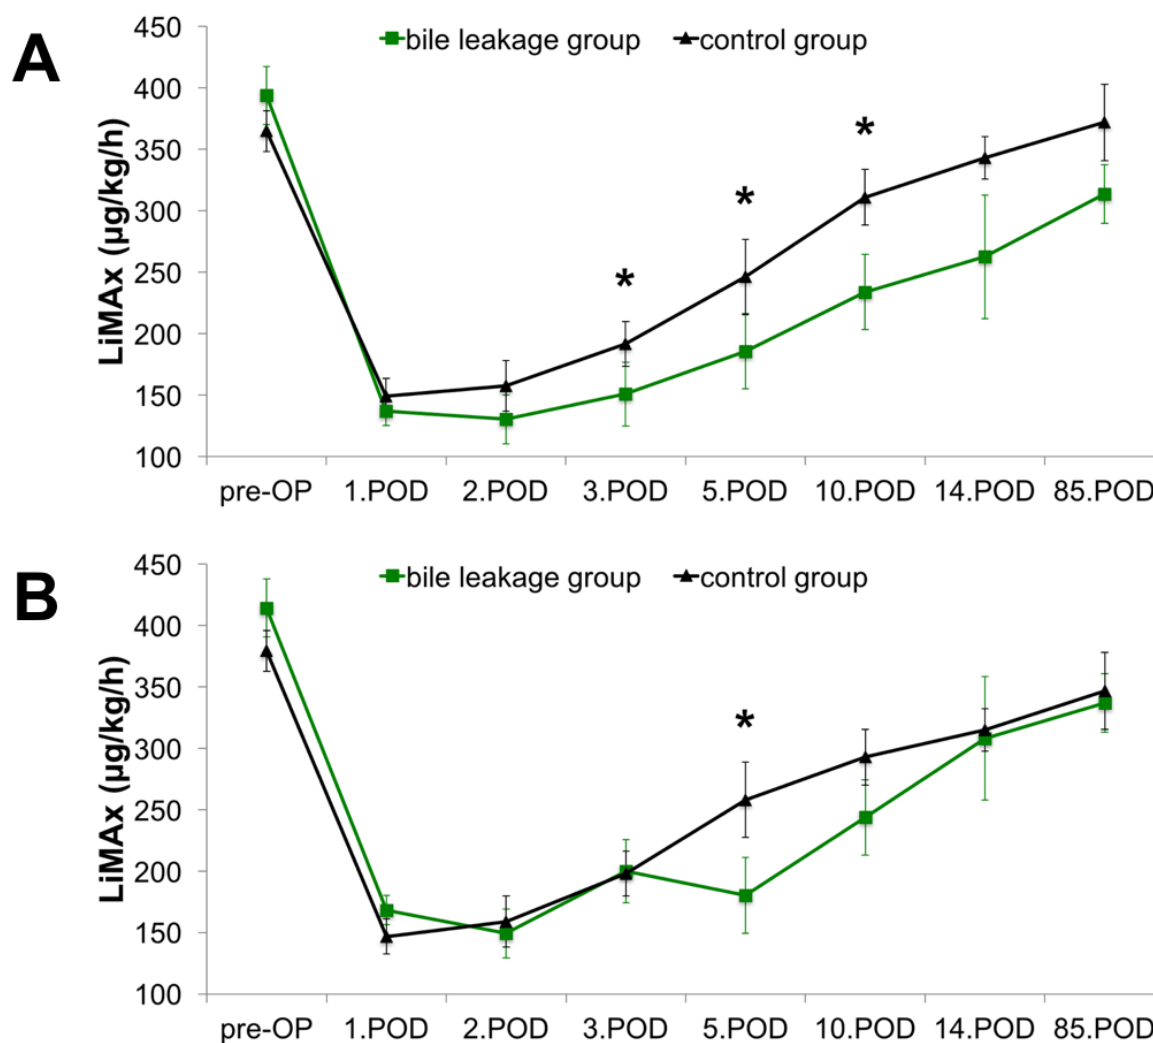 A
bile leakage group control group
LiMAx (µg/kg/h)
450
400
350
300
250
200
150
100
* * *
pre-OP 1.POD 2.POD 3.POD 5.POD 10.POD 14.POD 85.POD
B
bile leakage group control group
LiMAx (µg/kg/h)
450
400
350
300
250
200
150
100
*
pre-OP 1.POD 2.POD 3.POD 5.POD 10.POD 14.POD 85.POD